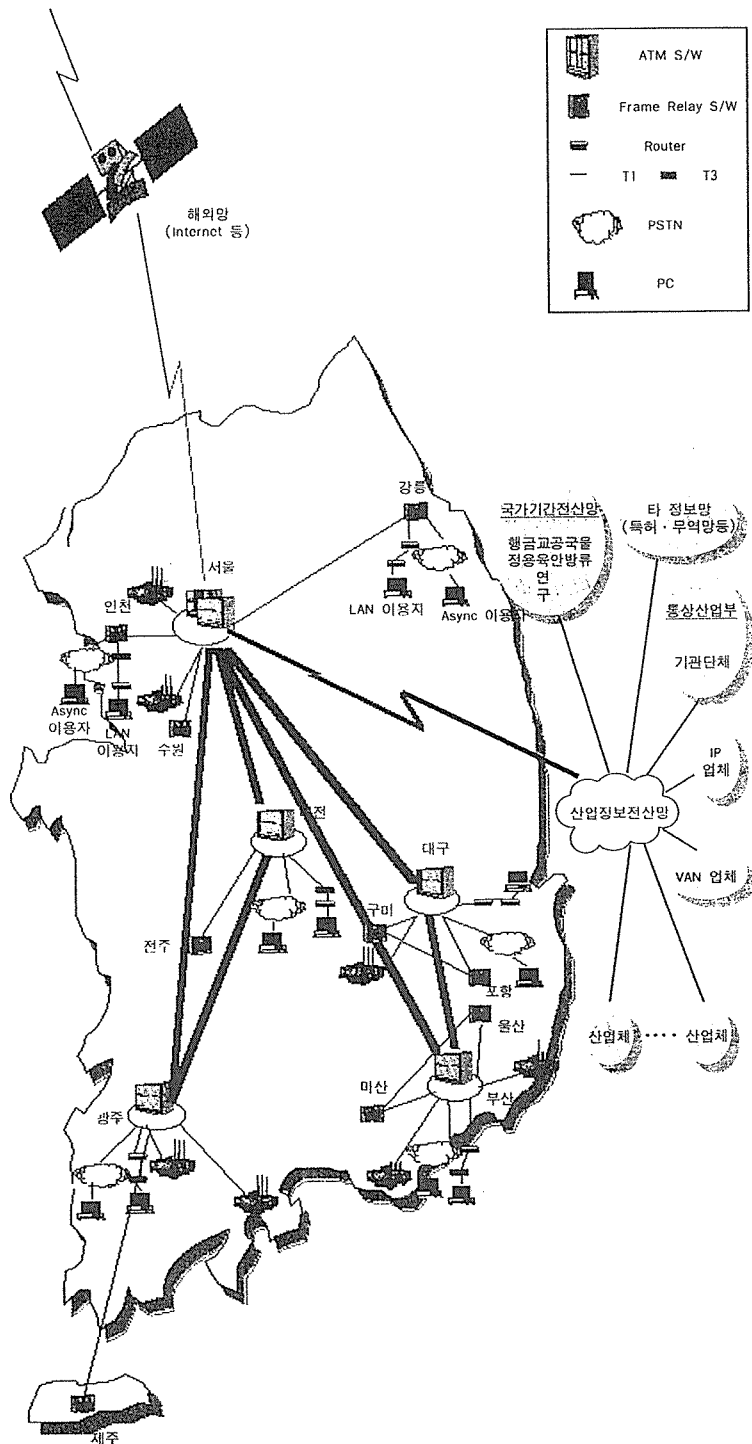 ATM S/W
Frame Relay S/W
Router
T1
T3
PSTN
PC
해외망
(Internet 등)
강릉
LAN 이용자
Async 이용자
서울
인천
Async
이용자
LAN
이용자
수원
국가기간전산망
행금교공국물
정융육안방류
연
구
타 정보망
(특허·무역망등)
통상산업부
기관단체
IP
업체
산업정보전산망
VAN 업체
산업체 ···· 산업체
전
대구
구미
전주
포항
울산
마산
부산
광주
제주